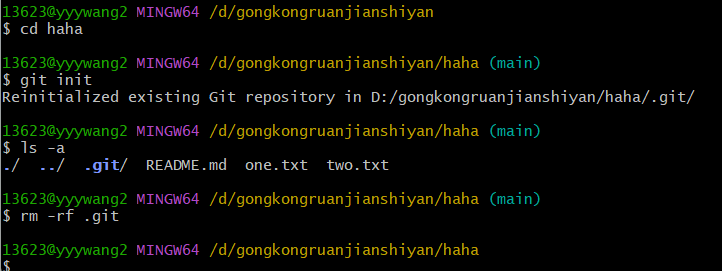 13623@yyywang2 MINGW64 /d/gongkongruanjianshiyan
$ cd haha
13623@yyywang2 MINGW64 /d/gongkongruanjianshiyan/haha (main)
$ git init
Reinitialized existing Git repository in D:/gongkongruanjianshiyan/haha/.git/
13623@yyywang2 MINGW64 /d/gongkongruanjianshiyan/haha (main)
$ ls -a
./  ../  .git/  README.md  one.txt  two.txt
13623@yyywang2 MINGW64 /d/gongkongruanjianshiyan/haha (main)
$ rm -rf .git
13623@yyywang2 MINGW64 /d/gongkongruanjianshiyan/haha
$